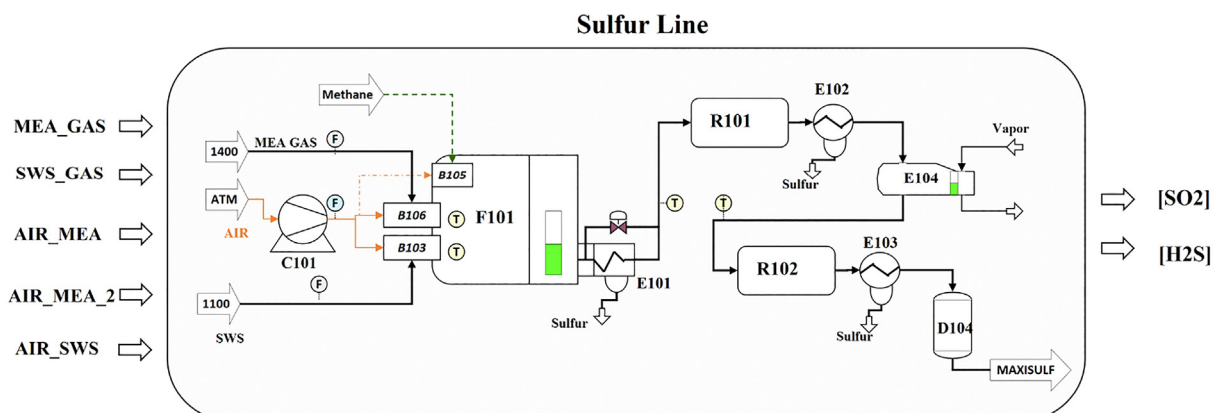 Sulfur Line
MEA_GAS
SWS_GAS
AIR_MEA
AIR_MEA_2
AIR_SWS
Methane
1400
MEA GAS
F
ATM
AIR
C101
F
B105
B106
T
B103
T
F101
F
1100
SWS
E101
Sulfur
T
R101
E102
Sulfur
E104
Vapor
T
R102
E103
Sulfur
D104
MAXISULF
[SO2]
[H2S]